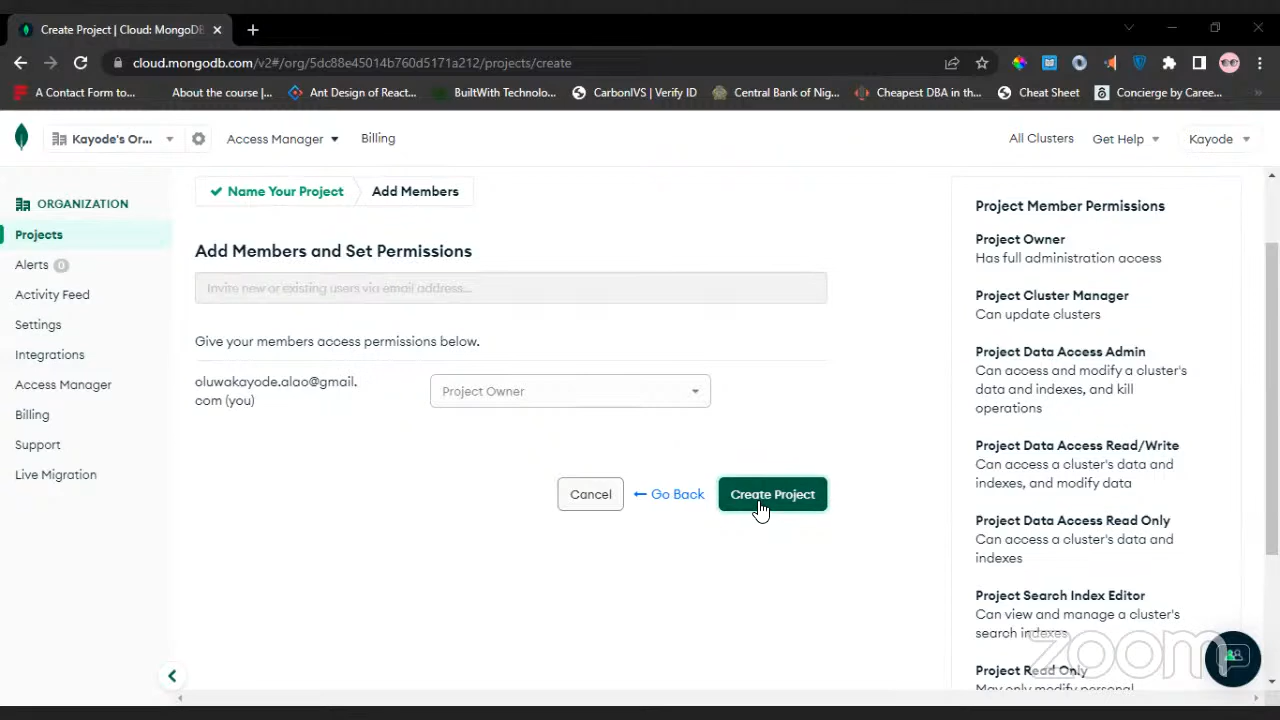 Create Project | Cloud: MongoDB
cloud.mongodb.com/v2#/org/5dc88e45014b760d5171a212/projects/create
A Contact Form to...
About the course |...
Ant Design of React...
BuiltWith Technolo...
CarbonIVS | Verify ID
Central Bank of Nig...
Cheapest DBA in th...
Cheat Sheet
Concierge by Caree...
Kayode's Or...
Access Manager
Billing
All Clusters
Get Help
Kayode
ORGANIZATION
Projects
Alerts 0
Activity Feed
Settings
Integrations
Access Manager
Billing
Support
Live Migration
Name Your Project
Add Members
Add Members and Set Permissions
Invite new or existing users via email address...
Give your members access permissions below.
oluwakayode.alao@gmail.
com (you)
Project Owner
Cancel
Go Back
Create Project
Project Member Permissions
Project Owner
Has full administration access
Project Cluster Manager
Can update clusters
Project Data Access Admin
Can access and modify a cluster's
data and indexes, and kill
operations
Project Data Access Read/Write
Can access a cluster's data and
indexes, and modify data
Project Data Access Read Only
Can access a cluster's data and
indexes
Project Search Index Editor
Can view and manage a cluster's
search indexes
Project Read Only
May only modify personal
zoom